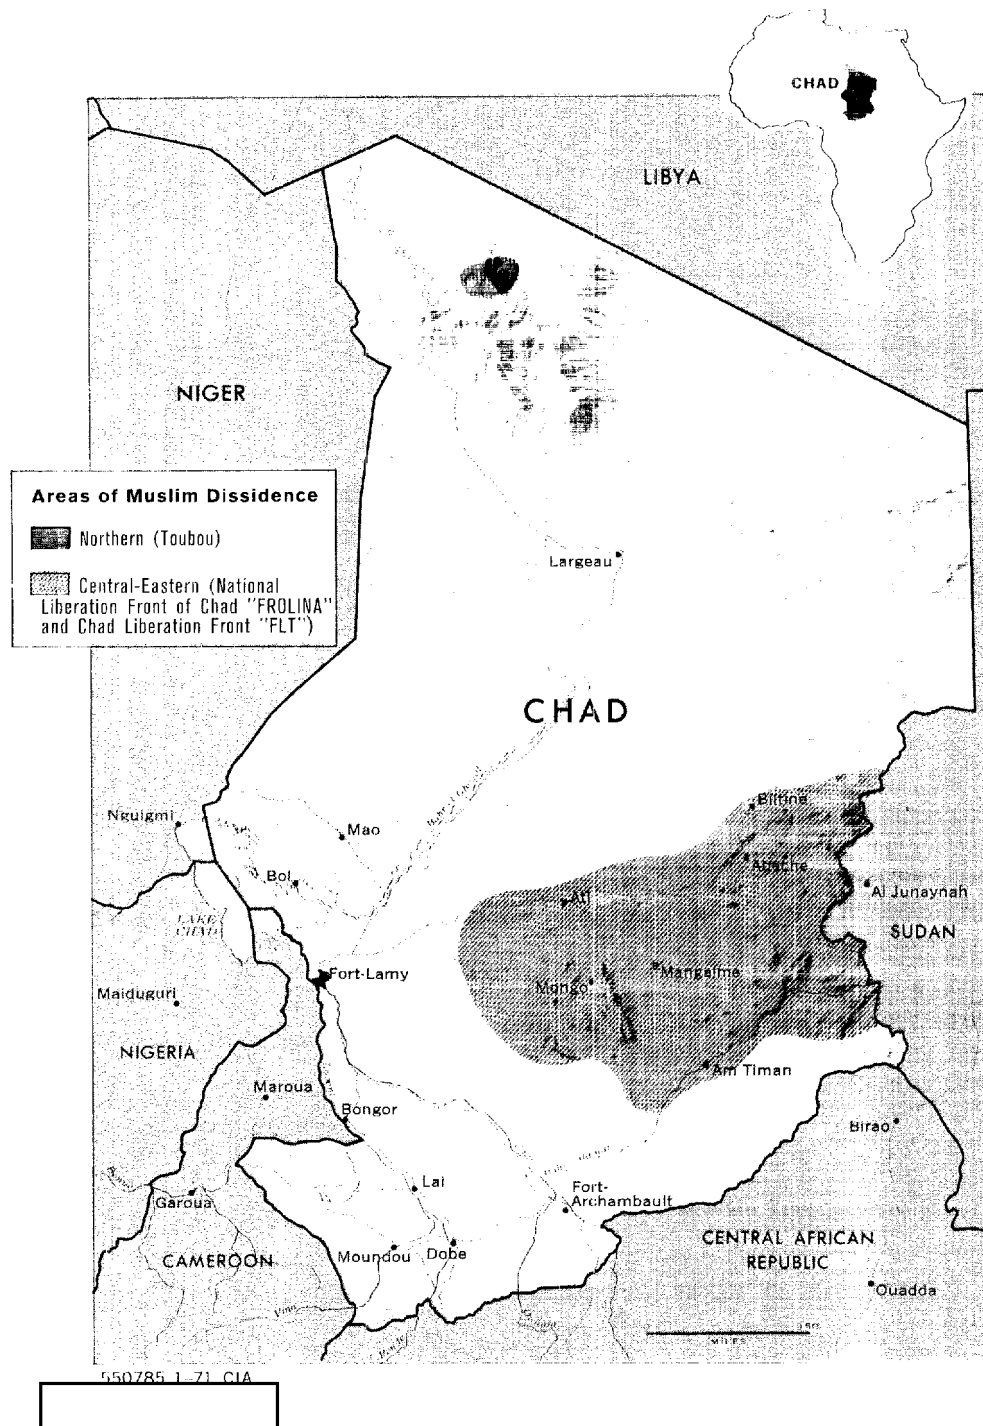 CHAD
LIBYA
NIGER
Areas of Muslim Dissidence
Northern (Toubou)
Central-Eastern (National
Liberation Front of Chad "FROLINA"
and Chad Liberation Front "FLT")
Largeau
CHAD
Biltine
Nguigmi
Mao
Bol
Abeche
Ati
Al Junaynah
LAKE
CHAD
SUDAN
Fort-Lamy
Mangalme
Mongo
Maiduguri
NIGERIA
Am Timan
Maroua
Bongor
Birao
Lai
Fort-
Archambault
Garoua
CENTRAL AFRICAN
REPUBLIC
CAMEROON
Moundou
Doba
Ouadda
Vina
MILES
550785 1-71 CIA